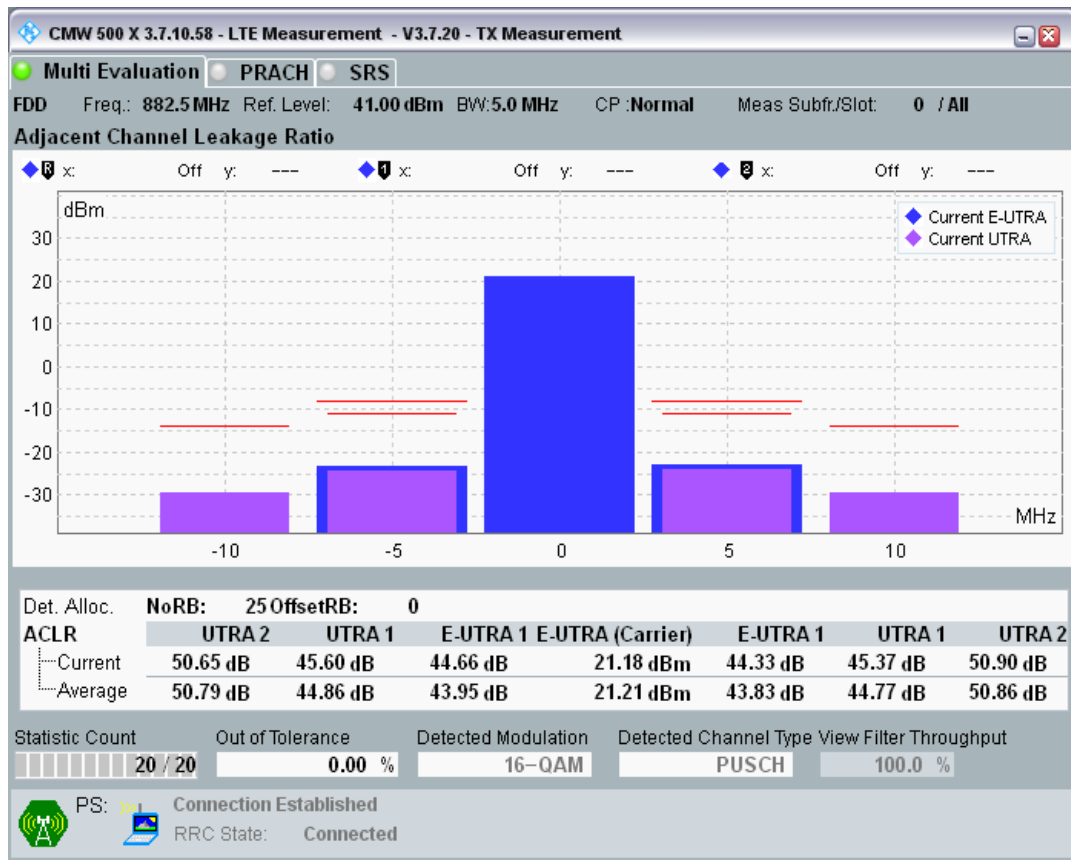 CMW 500 X 3.7.10.58 - LTE Measurement - V3.7.20 - TX Measurement
Multi Evaluation PRACH SRS
FDD Freq.: 882.5 MHz Ref. Level: 41.00 dBm BW:5.0 MHz CP :Normal Meas Subfr./Slot: 0 / All
Adjacent Channel Leakage Ratio
R x: Off y: --- 1 x: Off y: --- 2 x: Off y: ---
dBm
Current E-UTRA
Current UTRA
30
20
10
0
-10
-20
-30
MHz
-10 -5 0 5 10
Det. Alloc. NoRB: 25 OffsetRB: 0
ACLR UTRA 2 UTRA 1 E-UTRA 1 E-UTRA (Carrier) E-UTRA 1 UTRA 1 UTRA 2
Current 50.65 dB 45.60 dB 44.66 dB 21.18 dBm 44.33 dB 45.37 dB 50.90 dB
Average 50.79 dB 44.86 dB 43.95 dB 21.21 dBm 43.83 dB 44.77 dB 50.86 dB
Statistic Count Out of Tolerance Detected Modulation Detected Channel Type View Filter Throughput
20 / 20 0.00 % 16-QAM PUSCH 100.0 %
PS: Connection Established
RRC State: Connected